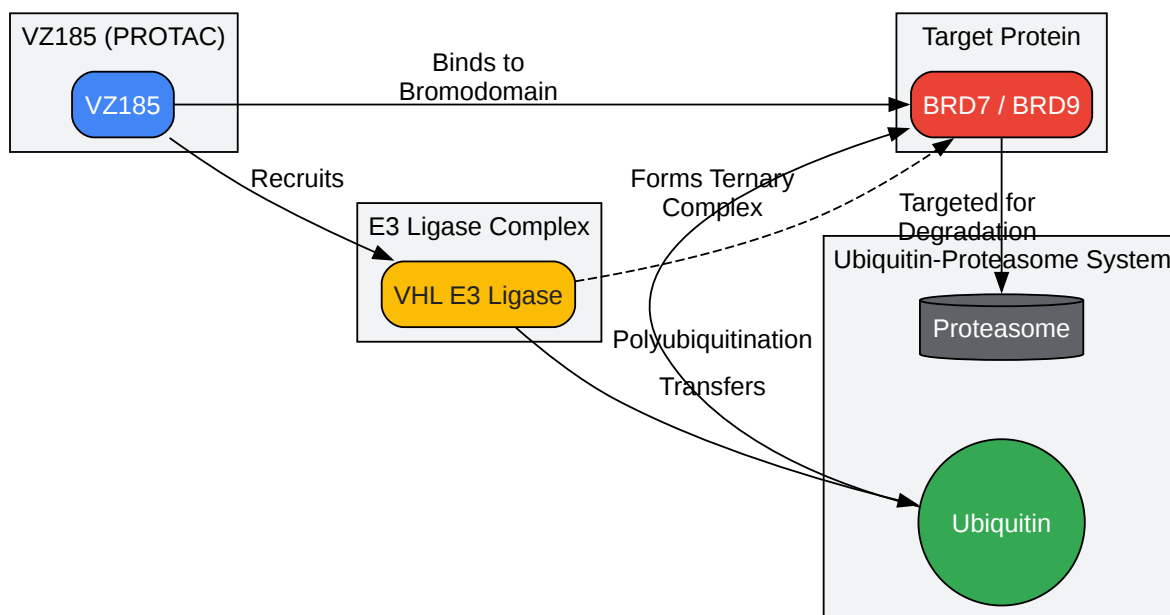 VZ185 (PROTAC)
Target Protein
VZ185
Binds to
Bromodomain
BRD7 / BRD9
Recruits
Forms Ternary
Complex
Targeted for
Degradation
E3 Ligase Complex
VHL E3 Ligase
Ubiquitin-Proteasome System
Proteasome
Polyubiquitination
Transfers
Ubiquitin